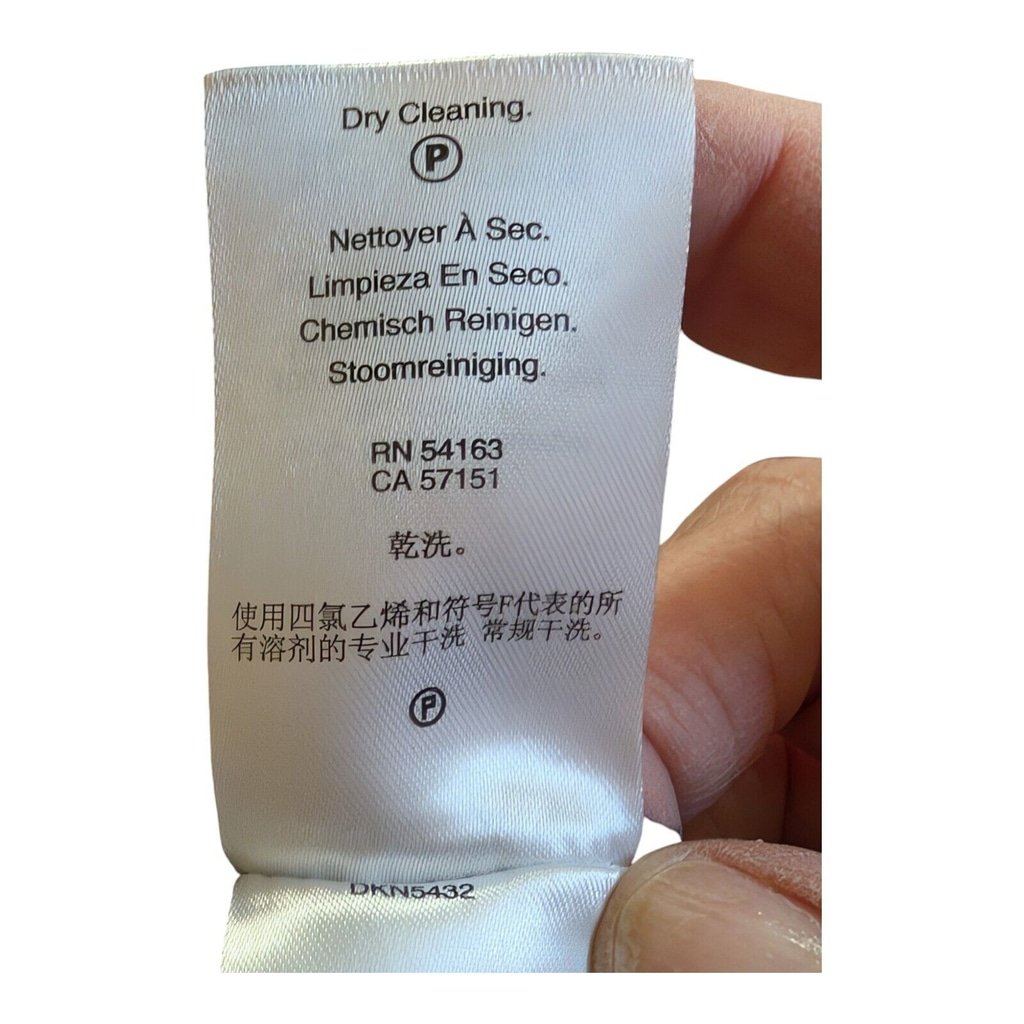 Dry Cleaning.
P
Nettoyer À Sec.
Limpieza En Seco.
Chemisch Reinigen.
Stoomreiniging.
RN 54163
CA 57151
乾洗。
使用四氯乙烯和符号F代表的所
有溶剂的专业干洗 常规干洗。
P
DKN5432